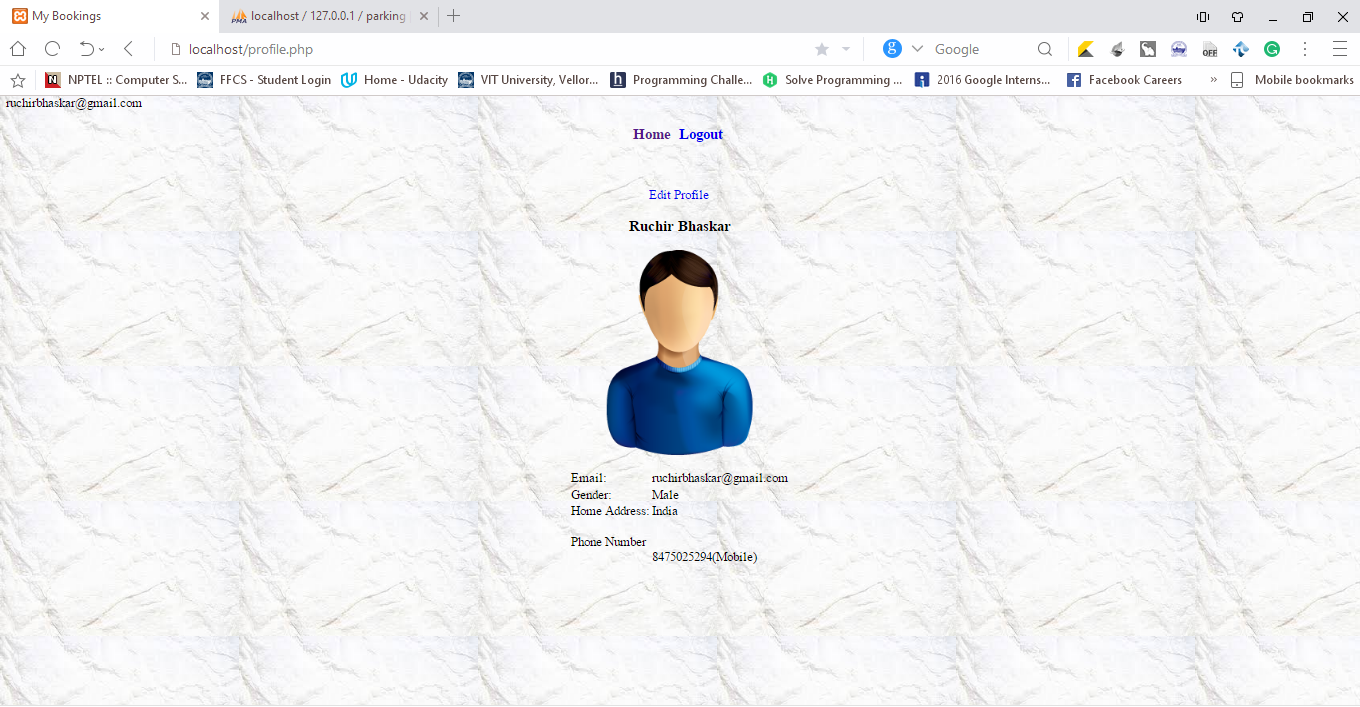 My Bookings
PMA localhost / 127.0.0.1 / parking
localhost/profile.php
g Google
OFF
NPTEL :: Computer S... FFCS - Student Login Home - Udacity VIT University, Vellor... h Programming Challe... H Solve Programming ... i 2016 Google Interns... f Facebook Careers » Mobile bookmarks
ruchirbhaskar@gmail.com
Home Logout
Edit Profile
Ruchir Bhaskar
Email: ruchirbhaskar@gmail.com
Gender: Male
Home Address: India
Phone Number
8475025294(Mobile)